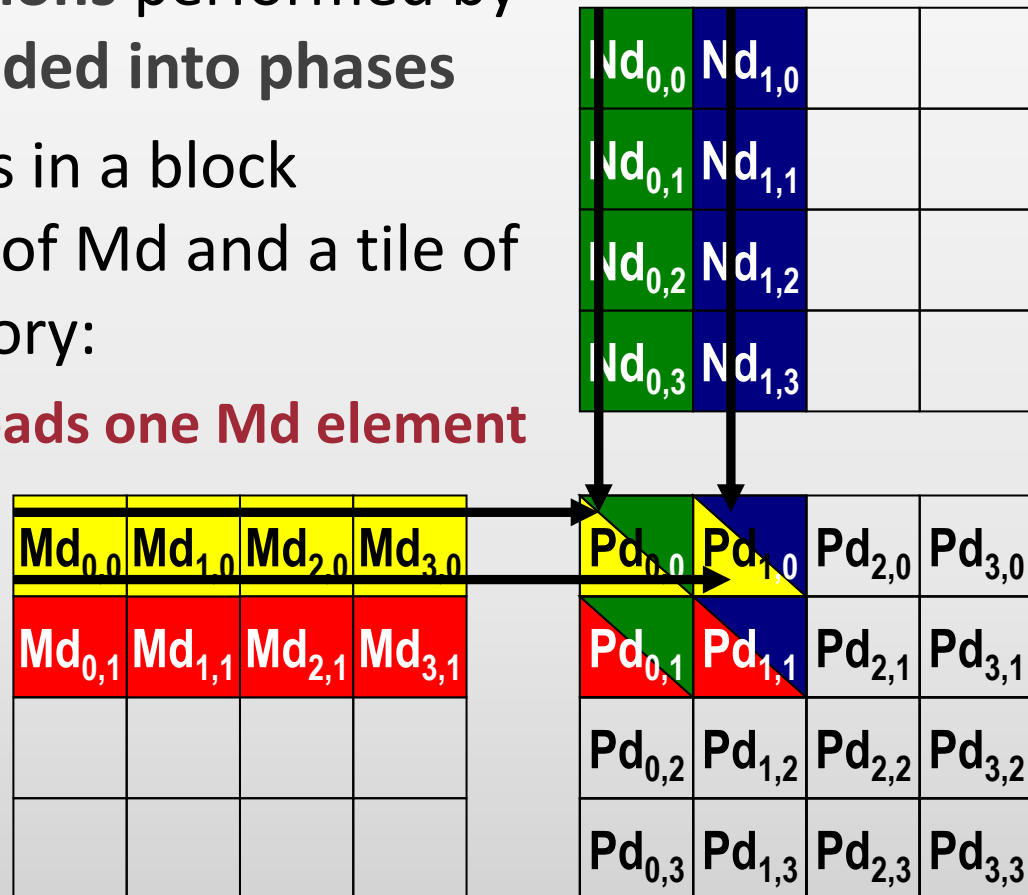 ions performed by
ded into phases
s in a block
of Md and a tile of
ory:
ads one Md element
Nd0,0 Nd1,0
Nd0,1 Nd1,1
Nd0,2 Nd1,2
Nd0,3 Nd1,3
Md0,0 Md1,0 Md2,0 Md3,0 Pd0,0 Pd1,0 Pd2,0 Pd3,0
Md0,1 Md1,1 Md2,1 Md3,1 Pd0,1 Pd1,1 Pd2,1 Pd3,1
Pd0,2 Pd1,2 Pd2,2 Pd3,2
Pd0,3 Pd1,3 Pd2,3 Pd3,3